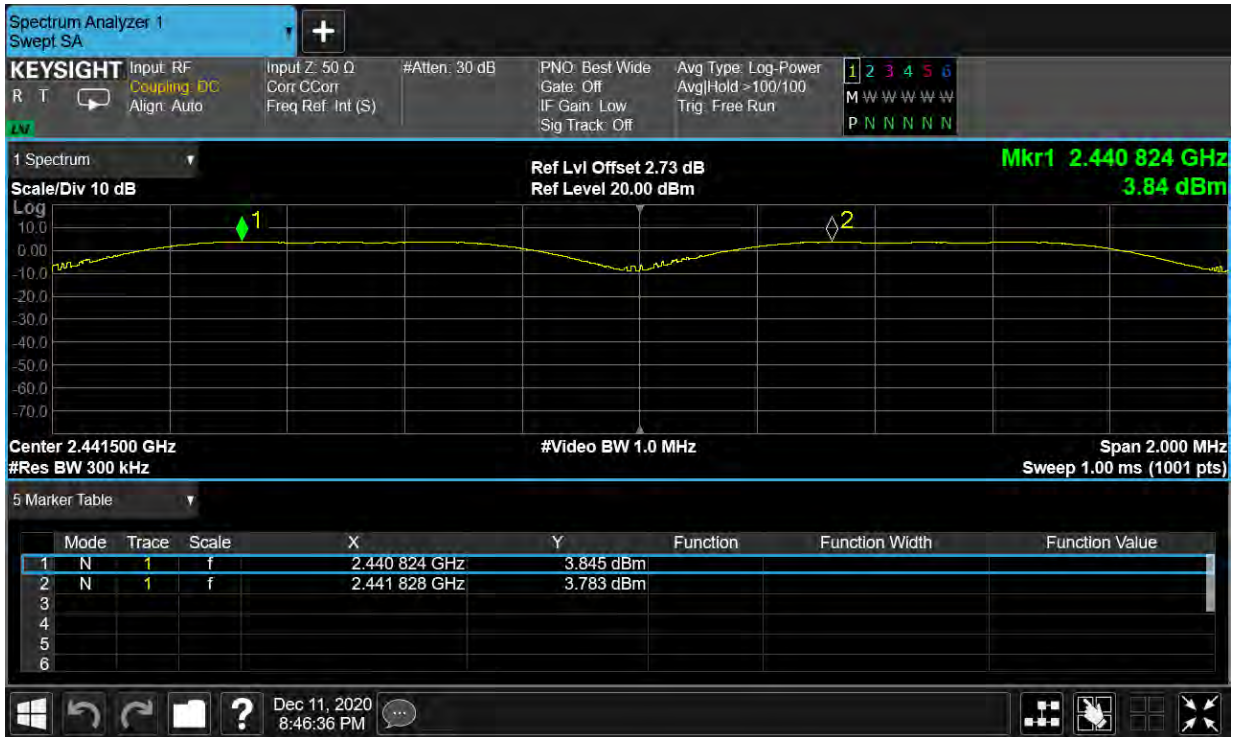 Spectrum Analyzer 1
Swept SA
KEYSIGHT Input: RF Input Z: 50 Ω #Atten: 30 dB PNO: Best Wide Avg Type: Log-Power 1 2 3 4 5 6
R T Coupling: DC Corr CCorr Gate: Off Avg|Hold >100/100 M W W W W W W
Align: Auto Freq Ref: Int (S) IF Gain: Low Trig: Free Run
LXI Sig Track: Off P N N N N N N
1 Spectrum Ref Lvl Offset 2.73 dB Mkr1 2.440 824 GHz
Scale/Div 10 dB Ref Level 20.00 dBm 3.84 dBm
Log
10.0
0.00
-10.0
-20.0
-30.0
-40.0
-50.0
-60.0
-70.0
1 2
Center 2.441500 GHz #Video BW 1.0 MHz Span 2.000 MHz
#Res BW 300 kHz Sweep 1.00 ms (1001 pts)
5 Marker Table
Mode Trace Scale X Y Function Function Width Function Value
1 N 1 f 2.440 824 GHz 3.845 dBm
2 N 1 f 2.441 828 GHz 3.783 dBm
3
4
5
6
? Dec 11, 2020
8:46:36 PM